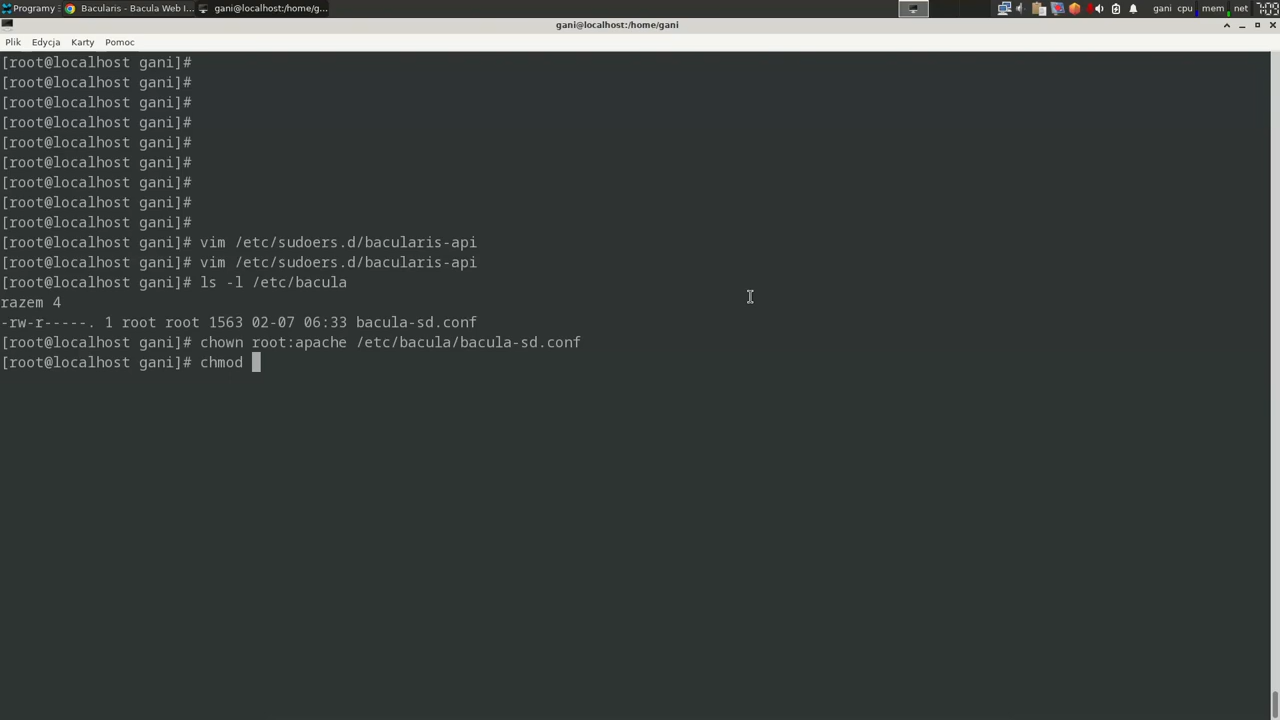 Programy Bacularis - Bacula Web I... gani@localhost:/home/g... gani cpu mem net 7:09
gani@localhost:/home/gani
Plik Edycja Karty Pomoc
[root@localhost gani]#
[root@localhost gani]#
[root@localhost gani]#
[root@localhost gani]#
[root@localhost gani]#
[root@localhost gani]#
[root@localhost gani]#
[root@localhost gani]#
[root@localhost gani]#
[root@localhost gani]# vim /etc/sudoers.d/bacularis-api
[root@localhost gani]# vim /etc/sudoers.d/bacularis-api
[root@localhost gani]# ls -l /etc/bacula
razem 4
-rw-r-----. 1 root root 1563 02-07 06:33 bacula-sd.conf
[root@localhost gani]# chown root:apache /etc/bacula/bacula-sd.conf
[root@localhost gani]# chmod